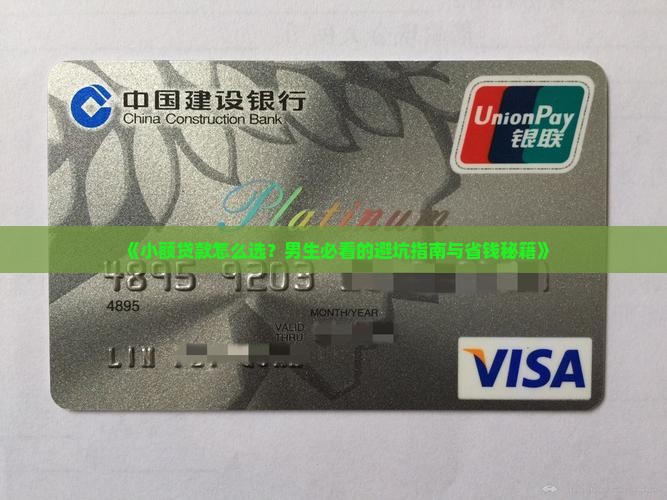 中国建设银行
China Construction Bank
UnionPay
银联
Platinum
《小额贷款怎么选？男生必看的避坑指南与省钱秘籍》
4895 9203
4895
MONTH/YEAR
VALID
THRU
LIN
VISA